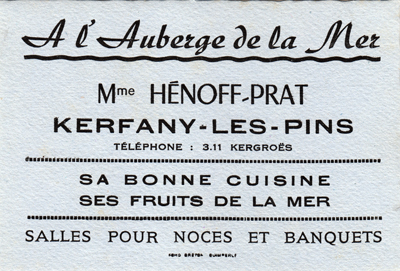 A l'Auberge de la Mer
Mme HÉNOFF-PRAT
KERFANY-LES-PINS
TÉLÉPHONE : 3.11 KERGROËS
SA BONNE CUISINE
SES FRUITS DE LA MER
SALLES POUR NOCES ET BANQUETS